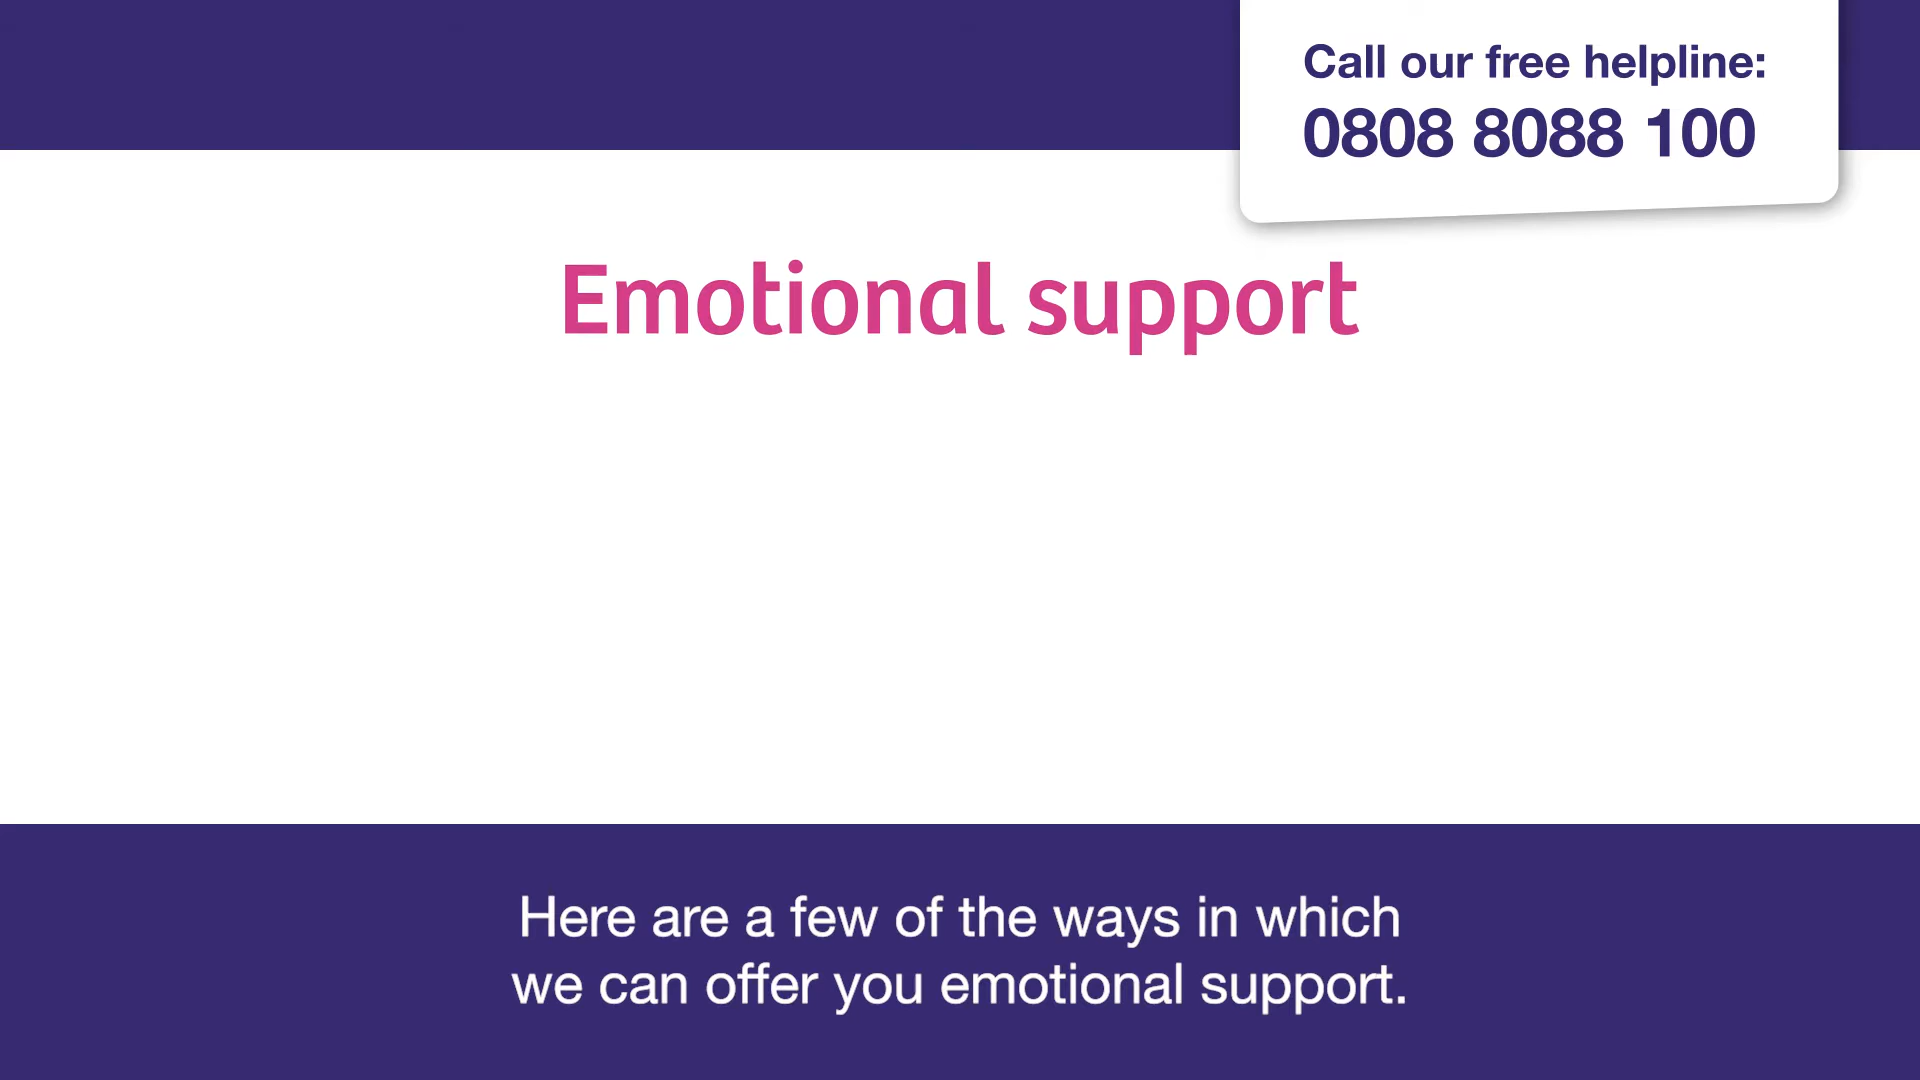 Call our free helpline:
0808 8088 100
Emotional support
Here are a few of the ways in which
we can offer you emotional support.